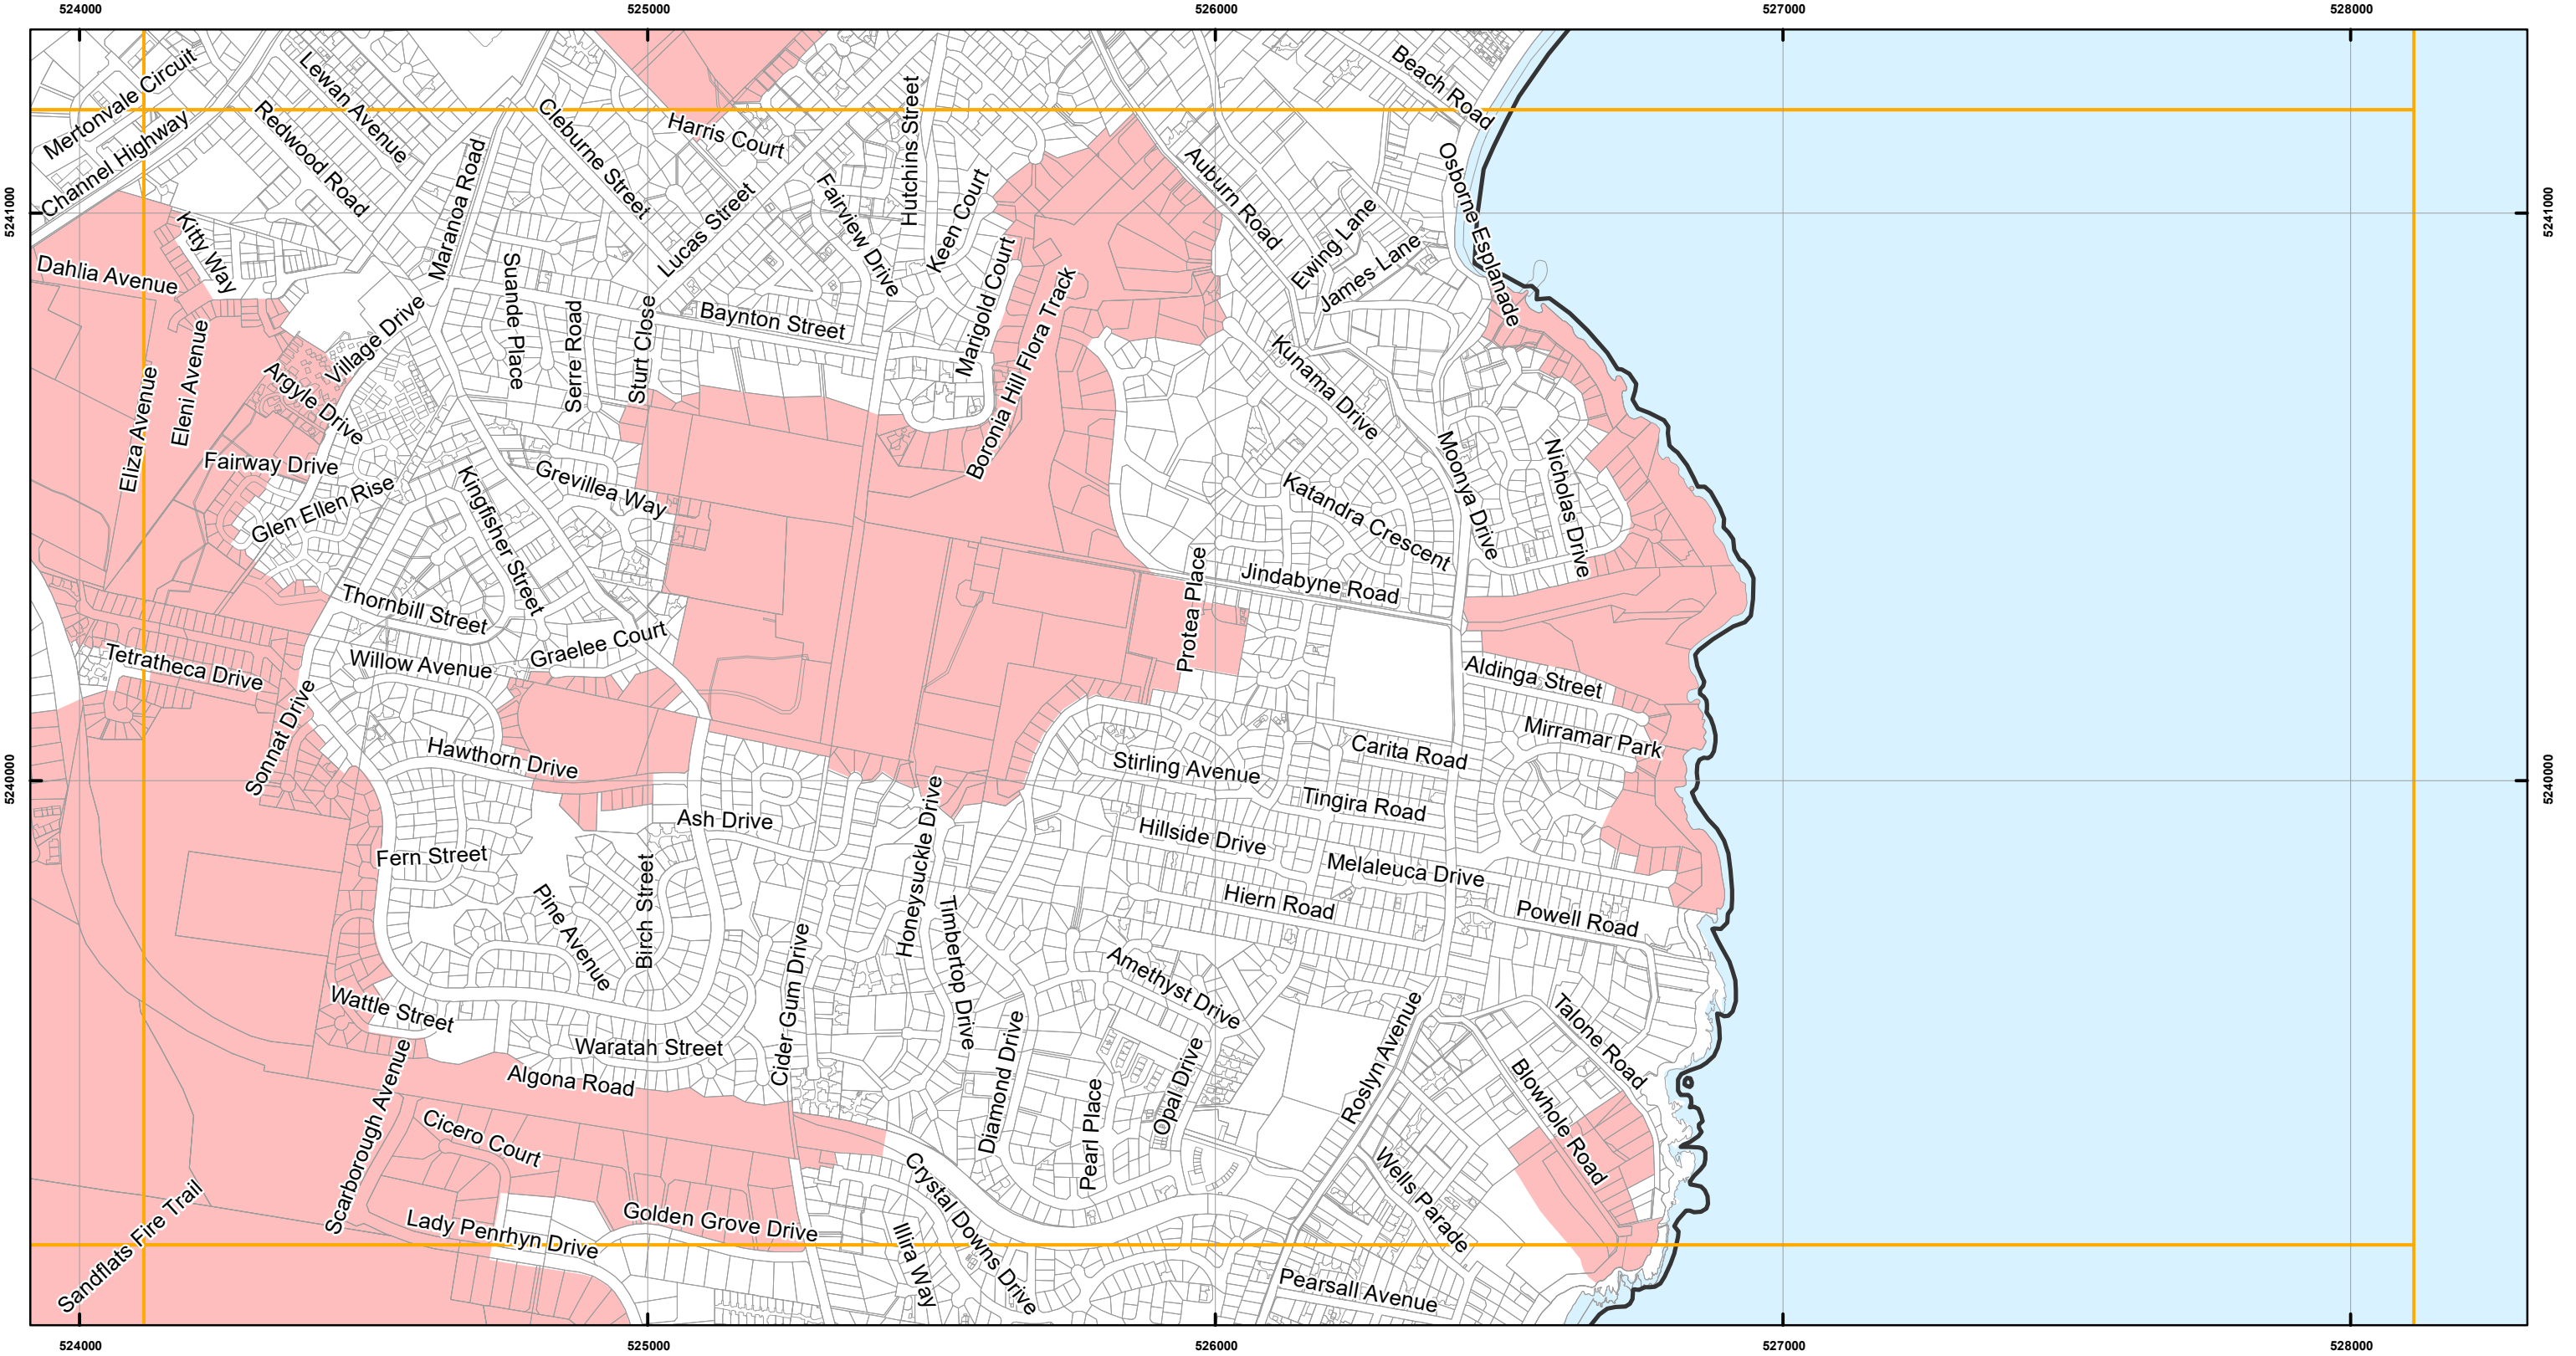 524000
525000
526000
527000
528000
Mertonvale Circuit
Lewan Avenue
Beach Road
Channel Highway
Redwood Road
Cleburne Street
Harris Court
Hutchins Street
Maranoa Road
Auburn Road
Osborne Esplanade
5241000
5241000
Kitty Way
Lucas Street
Fairview Drive
Keen Court
Dahlia Avenue
Suande Place
Marigold Court
Ewing Lane
James Lane
Village Drive
Serre Road
Sturt Close
Baynton Street
Boronia Hill Flora Track
Eliza Avenue
Eleni Avenue
Argyle Drive
Kunama Drive
Fairway Drive
Glen Ellen Rise
Kingfisher Street
Grevillea Way
Katandra Crescent
Moonya Drive
Nicholas Drive
Jindabyne Road
Protea Place
Thornbill Street
Graelee Court
Willow Avenue
Tetratheca Drive
Aldinga Street
Sonnat Drive
Hawthorn Drive
Mirramar Park
Carita Road
Stirling Avenue
5240000
5240000
Tingira Road
Ash Drive
Hillside Drive
Honeysuckle Drive
Fern Street
Melaleuca Drive
Birch Street
Pine Avenue
Hiern Road
Powell Road
Timbertop Drive
Cider Gum Drive
Amethyst Drive
Wattle Street
Talone Road
Waratah Street
Diamond Drive
Roslyn Avenue
Algona Road
Opal Drive
Pearl Place
Blowhole Road
Scarborough Avenue
Cicero Court
Wells Parade
Crystal Downs Drive
Sandflats Fire Trail
Lady Penrhyn Drive
Golden Grove Drive
Illira Way
Pearsall Avenue
524000
525000
526000
527000
528000